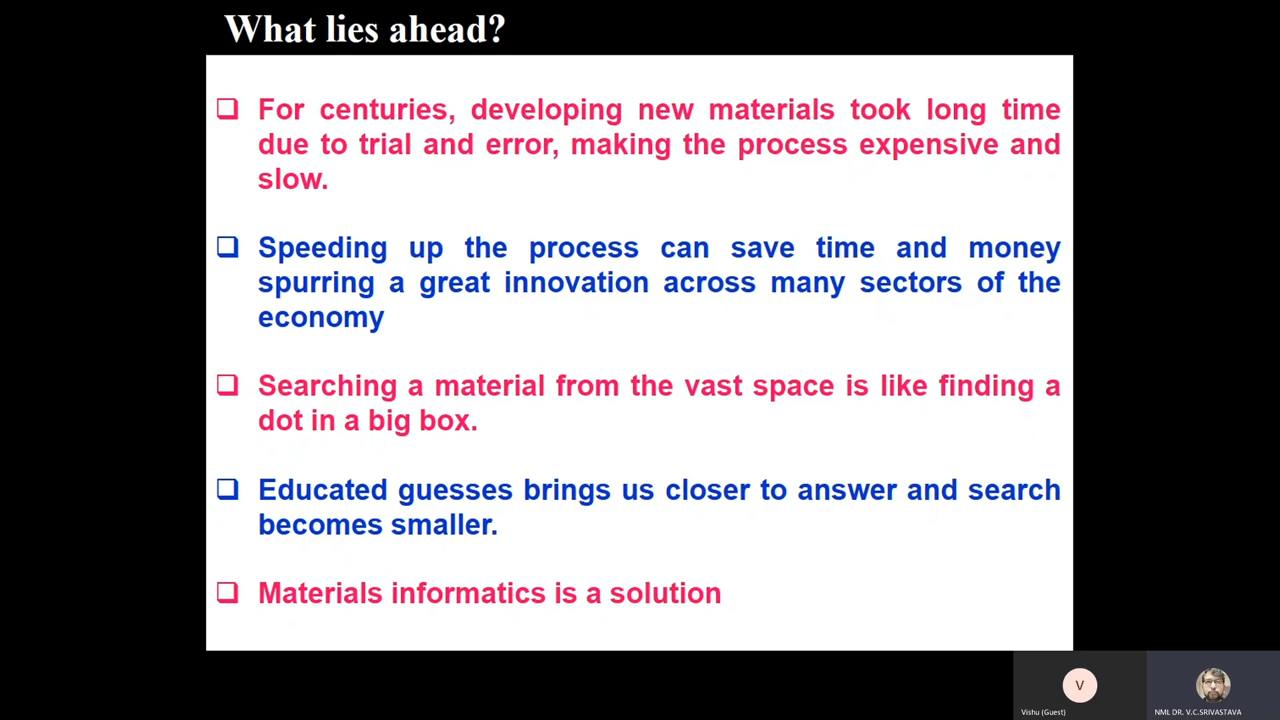 What lies ahead?
For centuries, developing new materials took long time
due to trial and error, making the process expensive and
slow.
Speeding up the process can save time and money
spurring a great innovation across many sectors of the
economy
Searching a material from the vast space is like finding a
dot in a big box.
Educated guesses brings us closer to answer and search
becomes smaller.
Materials informatics is a solution
V
Vishu (Guest)
NML DR. V.C.SRIVASTAVA